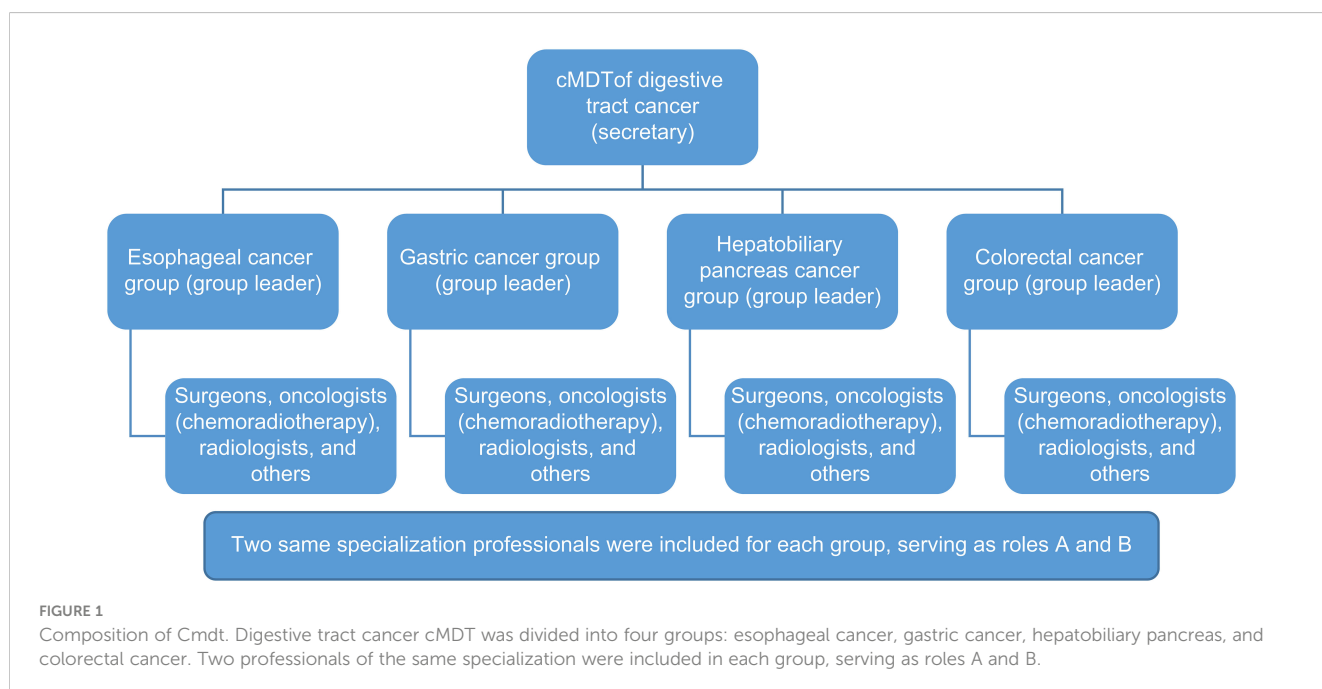 cMDTof digestive
tract cancer
(secretary)
Esophageal cancer
group (group leader)
Gastric cancer group
(group leader)
Hepatobiliary
pancreas cancer
group (group leader)
Colorectal cancer
group (group leader)
Surgeons, oncologists
(chemoradiotherapy),
radiologists, and
others
Surgeons, oncologists
(chemoradiotherapy),
radiologists, and
others
Surgeons, oncologists
(chemoradiotherapy),
radiologists, and
others
Surgeons, oncologists
(chemoradiotherapy),
radiologists, and
others
Two same specialization professionals were included for each group, serving as roles A and B
FIGURE 1
Composition of Cmdt. Digestive tract cancer cMDT was divided into four groups: esophageal cancer, gastric cancer, hepatobiliary pancreas, and
colorectal cancer. Two professionals of the same specialization were included in each group, serving as roles A and B.